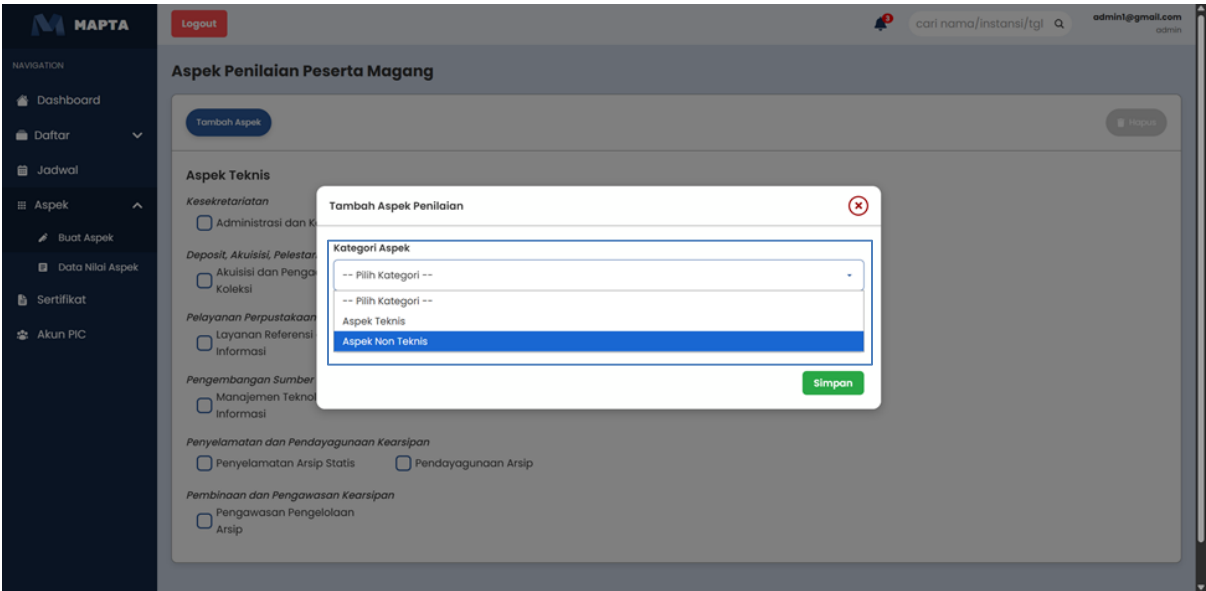 MAPTA
Logout
3
cari nama/instansi/tgl
admin1@gmail.com
admin
NAVIGATION
Dashboard
Daftar
Jadwal
Aspek
Buat Aspek
Data Nilai Aspek
Sertifikat
Akun PIC
Aspek Penilaian Peserta Magang
Tambah Aspek
Hapus
Aspek Teknis
Kesekretariatan
Administrasi dan
Deposit, Akuisisi,
Akuisisi dan
Koleksi
Pelayanan Perpustakaan
Layanan Referensi
Informasi
Pengembangan Sumber
Manajemen
Informasi
Penyelamatan dan Pendayagunaan Kearsipan
Penyelamatan Arsip Statis
Pendayagunaan Arsip
Pembinaan dan Pengawasan Kearsipan
Pengawasan Pengelolaan
Arsip
Tambah Aspek Penilaian
Kategori Aspek
-- Pilih Kategori --
-- Pilih Kategori --
Aspek Teknis
Aspek Non Teknis
Simpan